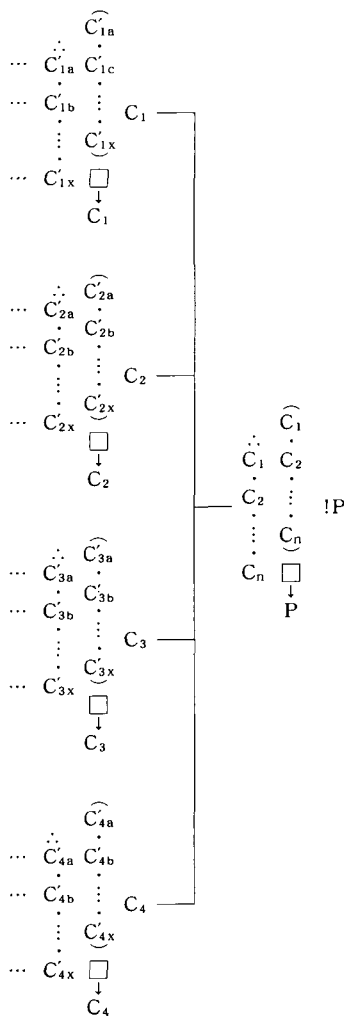 C′1a
∴
··· C′1a C′1c
··· C′1b C1
C′1x
··· C′1x □
↓
C1
C′2a
∴
··· C′2a C′2b
··· C′2b C2
C′2x
··· C′2x □
↓
C2
C1
∴
C1 C2
C2 !P
Cn
Cn □
↓
P
C′3a
∴
··· C′3a C′3b
··· C′3b C3
C′3x
··· C′3x □
↓
C3
C′4a
∴
··· C′4a C′4b
··· C′4b C4
C′4x
··· C′4x □
↓
C4